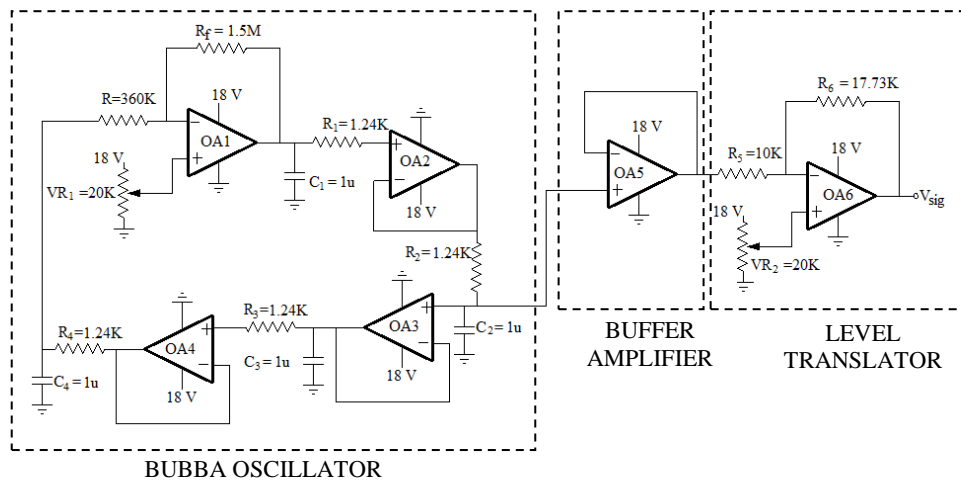 R_f = 1.5M
R=360K
18 V
OA1
18 V
VR_1 =20K
R_1=1.24K
C_1 = 1u
OA2
18 V
R_2 = 1.24K
R_3=1.24K
OA3
C_2= 1u
18 V
C_3= 1u
R_4=1.24K
OA4
18 V
C_4= 1u
BUBBA OSCILLATOR
18 V
OA5
BUFFER
AMPLIFIER
R_6 = 17.73K
R_5 =10K
18 V
OA6
18 V
VR_2 =20K
V_sig
LEVEL
TRANSLATOR
−
+
+
−
+
−
+
−
−
+
−
+